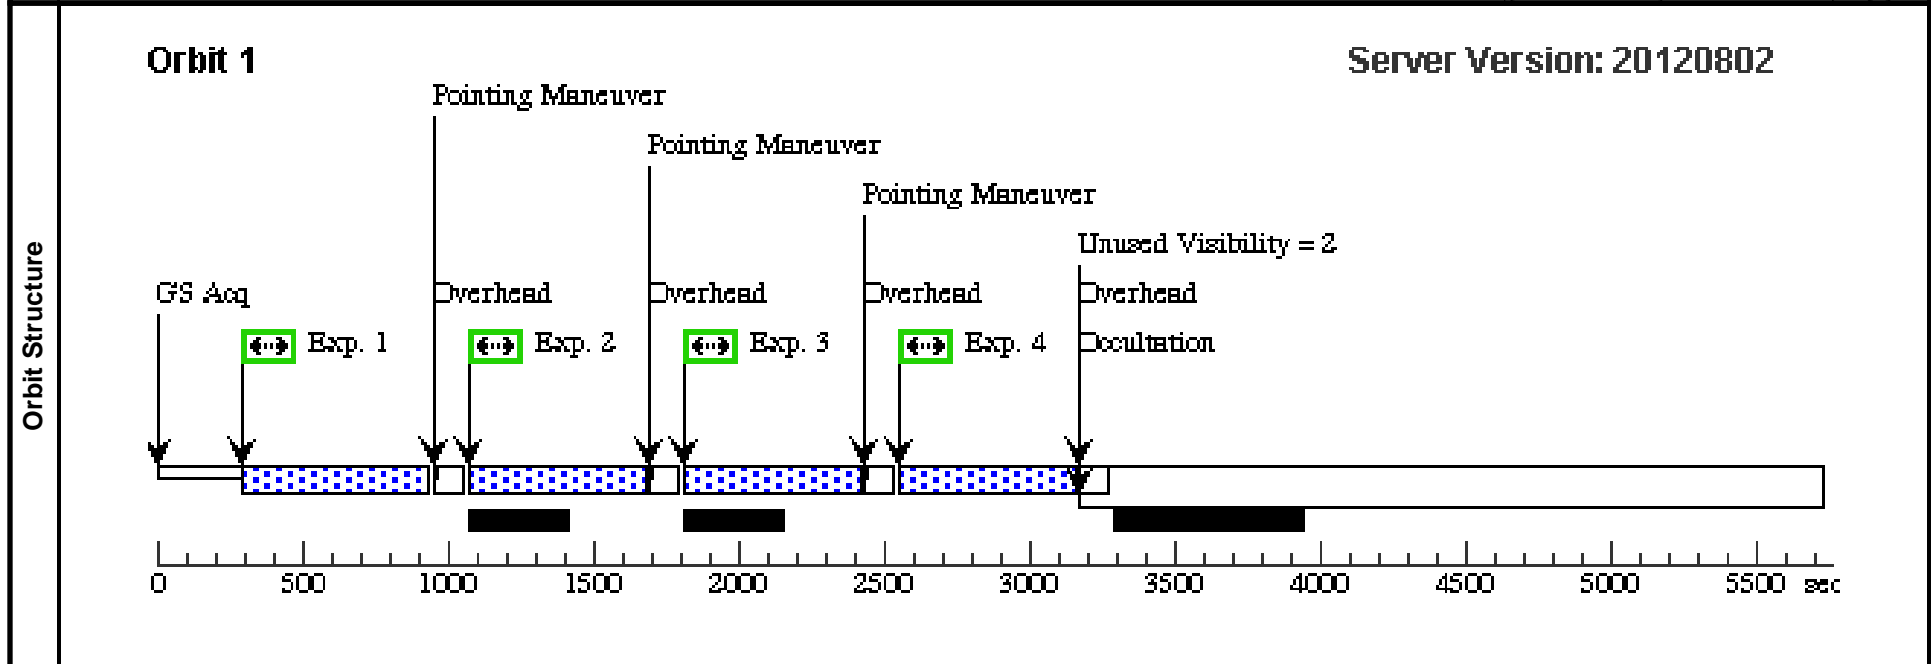 Orbit Structure
Orbit 1
Server Version: 20120802
Pointing Maneuver
Pointing Maneuver
Pointing Maneuver
Unused Visibility = 2
GS Acq
Overhead
Overhead
Overhead
Overhead
Exp. 1
Exp. 2
Exp. 3
Exp. 4
Occultation
0 500 1000 1500 2000 2500 3000 3500 4000 4500 5000 5500 sec